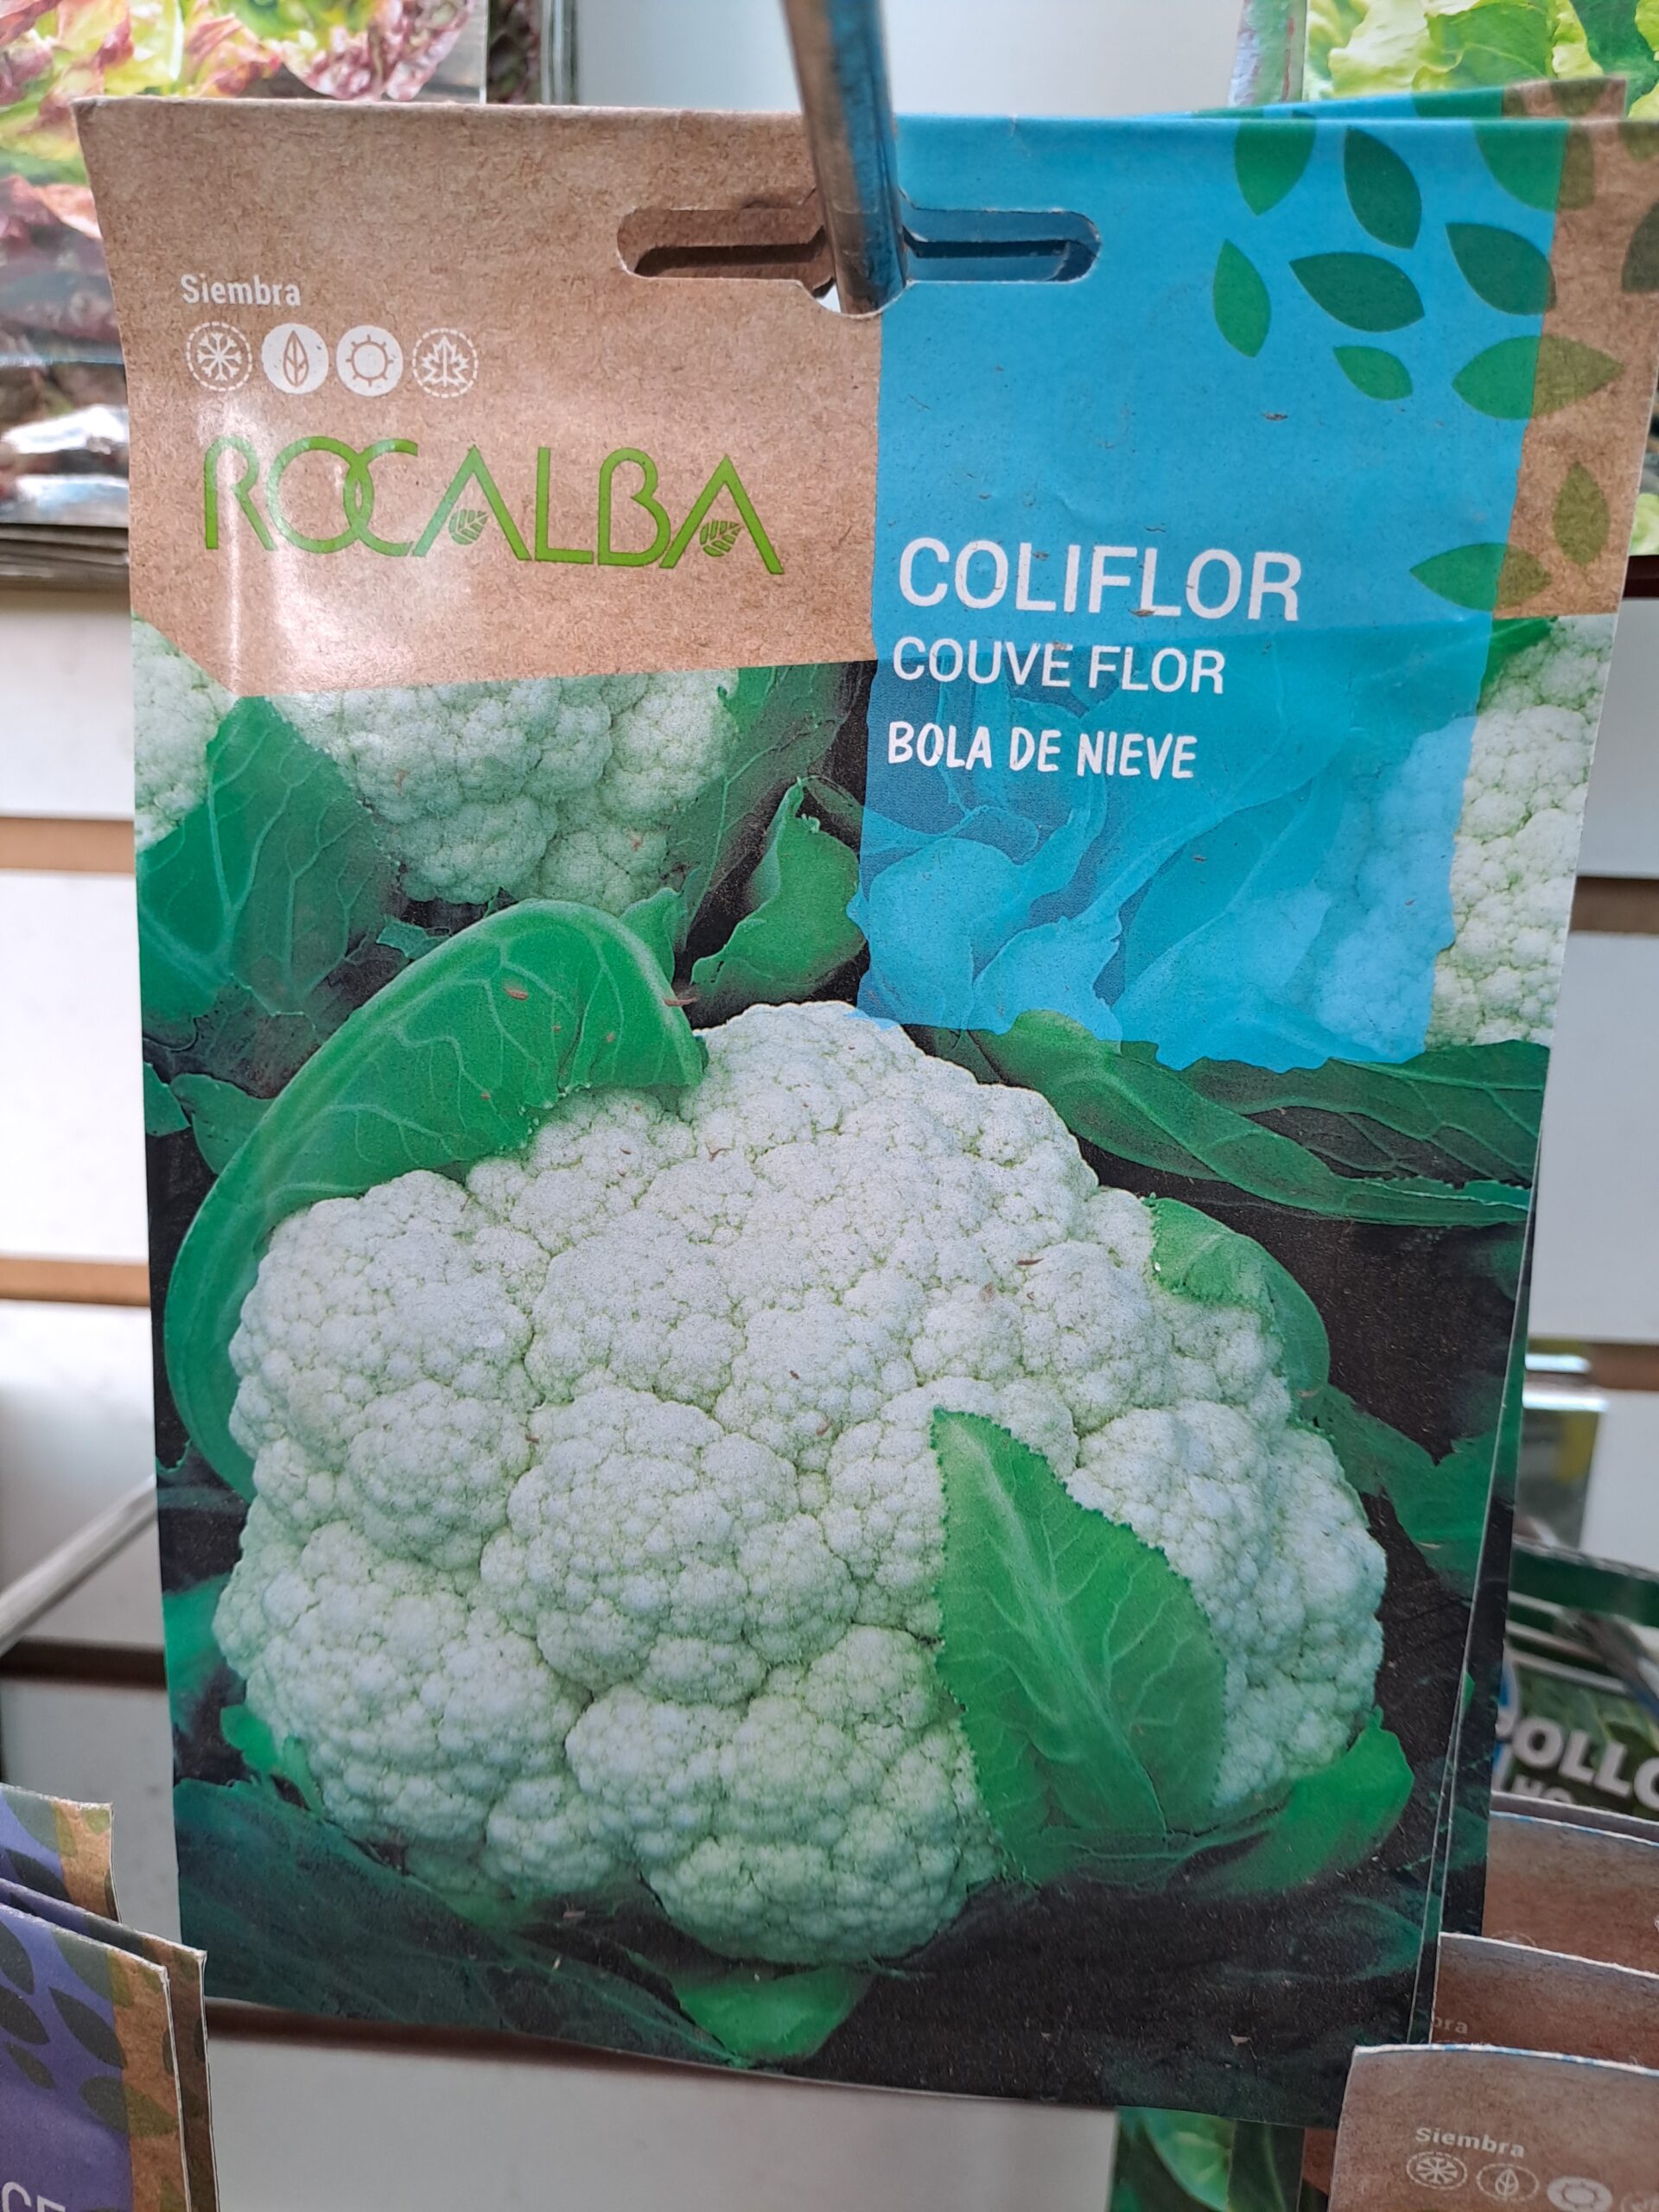 Siembra
ROCALBA
COLIFLOR
COUVE FLOR
BOLA DE NIEVE
Siembra